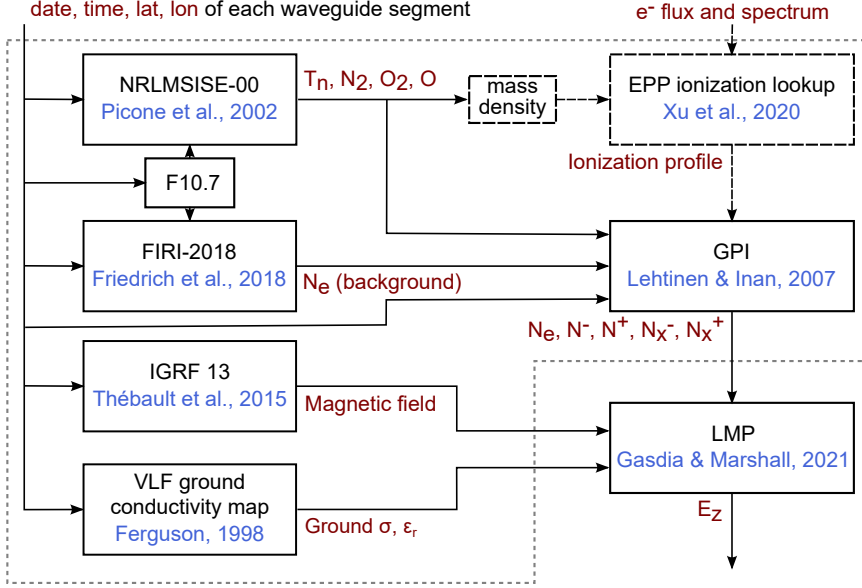 date, time, lat, lon of each waveguide segment
e⁻ flux and spectrum
NRLMSISE-00
Picone et al., 2002
Tₙ, N₂, O₂, O
mass
density
EPP ionization lookup
Xu et al., 2020
Ionization profile
F10.7
FIRI-2018
Friedrich et al., 2018
Nₑ (background)
GPI
Lehtinen & Inan, 2007
Nₑ, N⁻, N⁺, Nₓ⁻, Nₓ⁺
IGRF 13
Thébault et al., 2015
Magnetic field
LMP
Gasdia & Marshall, 2021
VLF ground
conductivity map
Ferguson, 1998
Ground σ, εᵣ
E_z